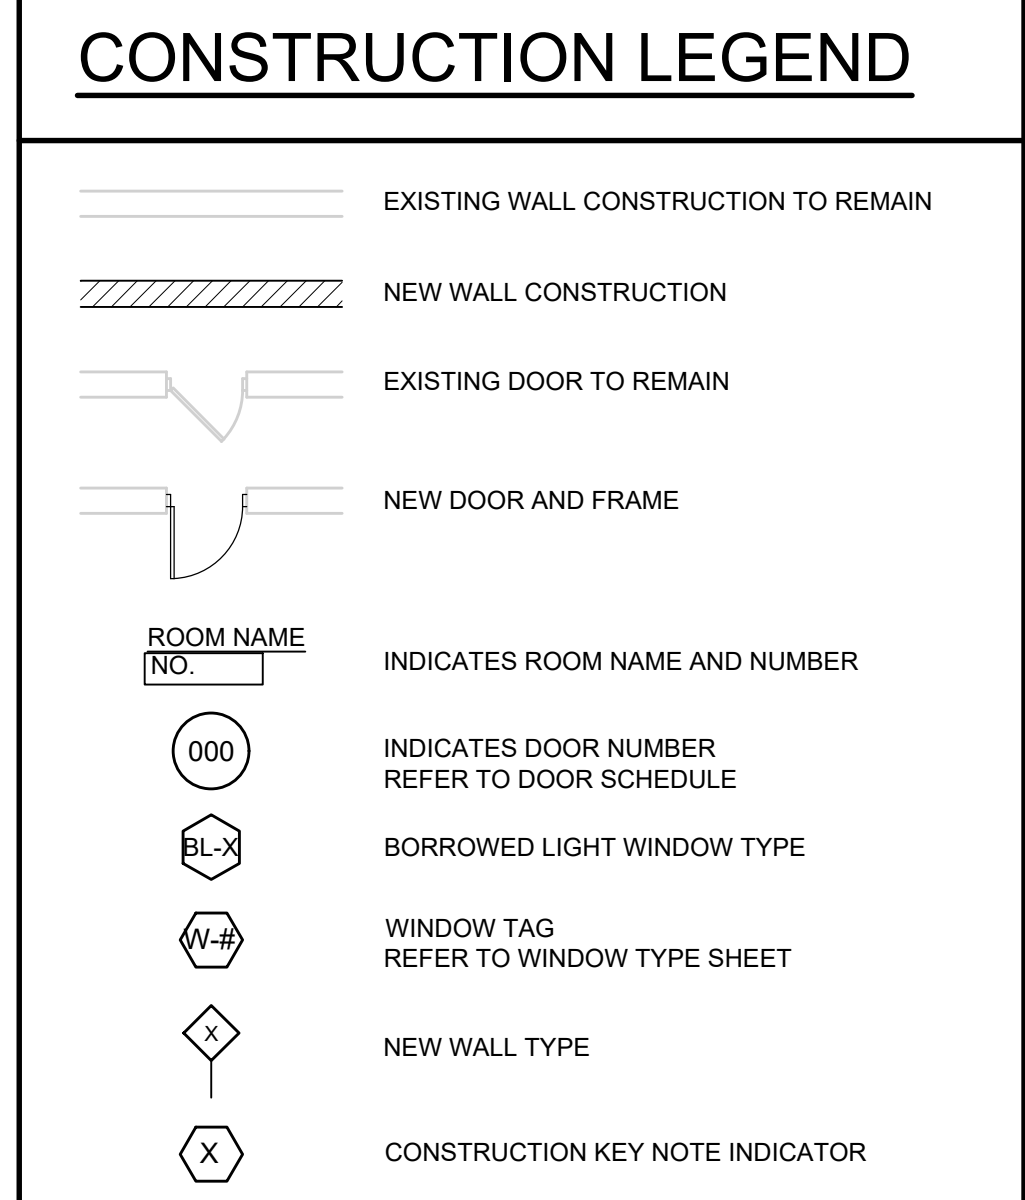 CONSTRUCTION LEGEND
EXISTING WALL CONSTRUCTION TO REMAIN
NEW WALL CONSTRUCTION
EXISTING DOOR TO REMAIN
NEW DOOR AND FRAME
ROOM NAME
NO.
INDICATES ROOM NAME AND NUMBER
000
INDICATES DOOR NUMBER
REFER TO DOOR SCHEDULE
BL-X
BORROWED LIGHT WINDOW TYPE
W-#
WINDOW TAG
REFER TO WINDOW TYPE SHEET
X
NEW WALL TYPE
X
CONSTRUCTION KEY NOTE INDICATOR